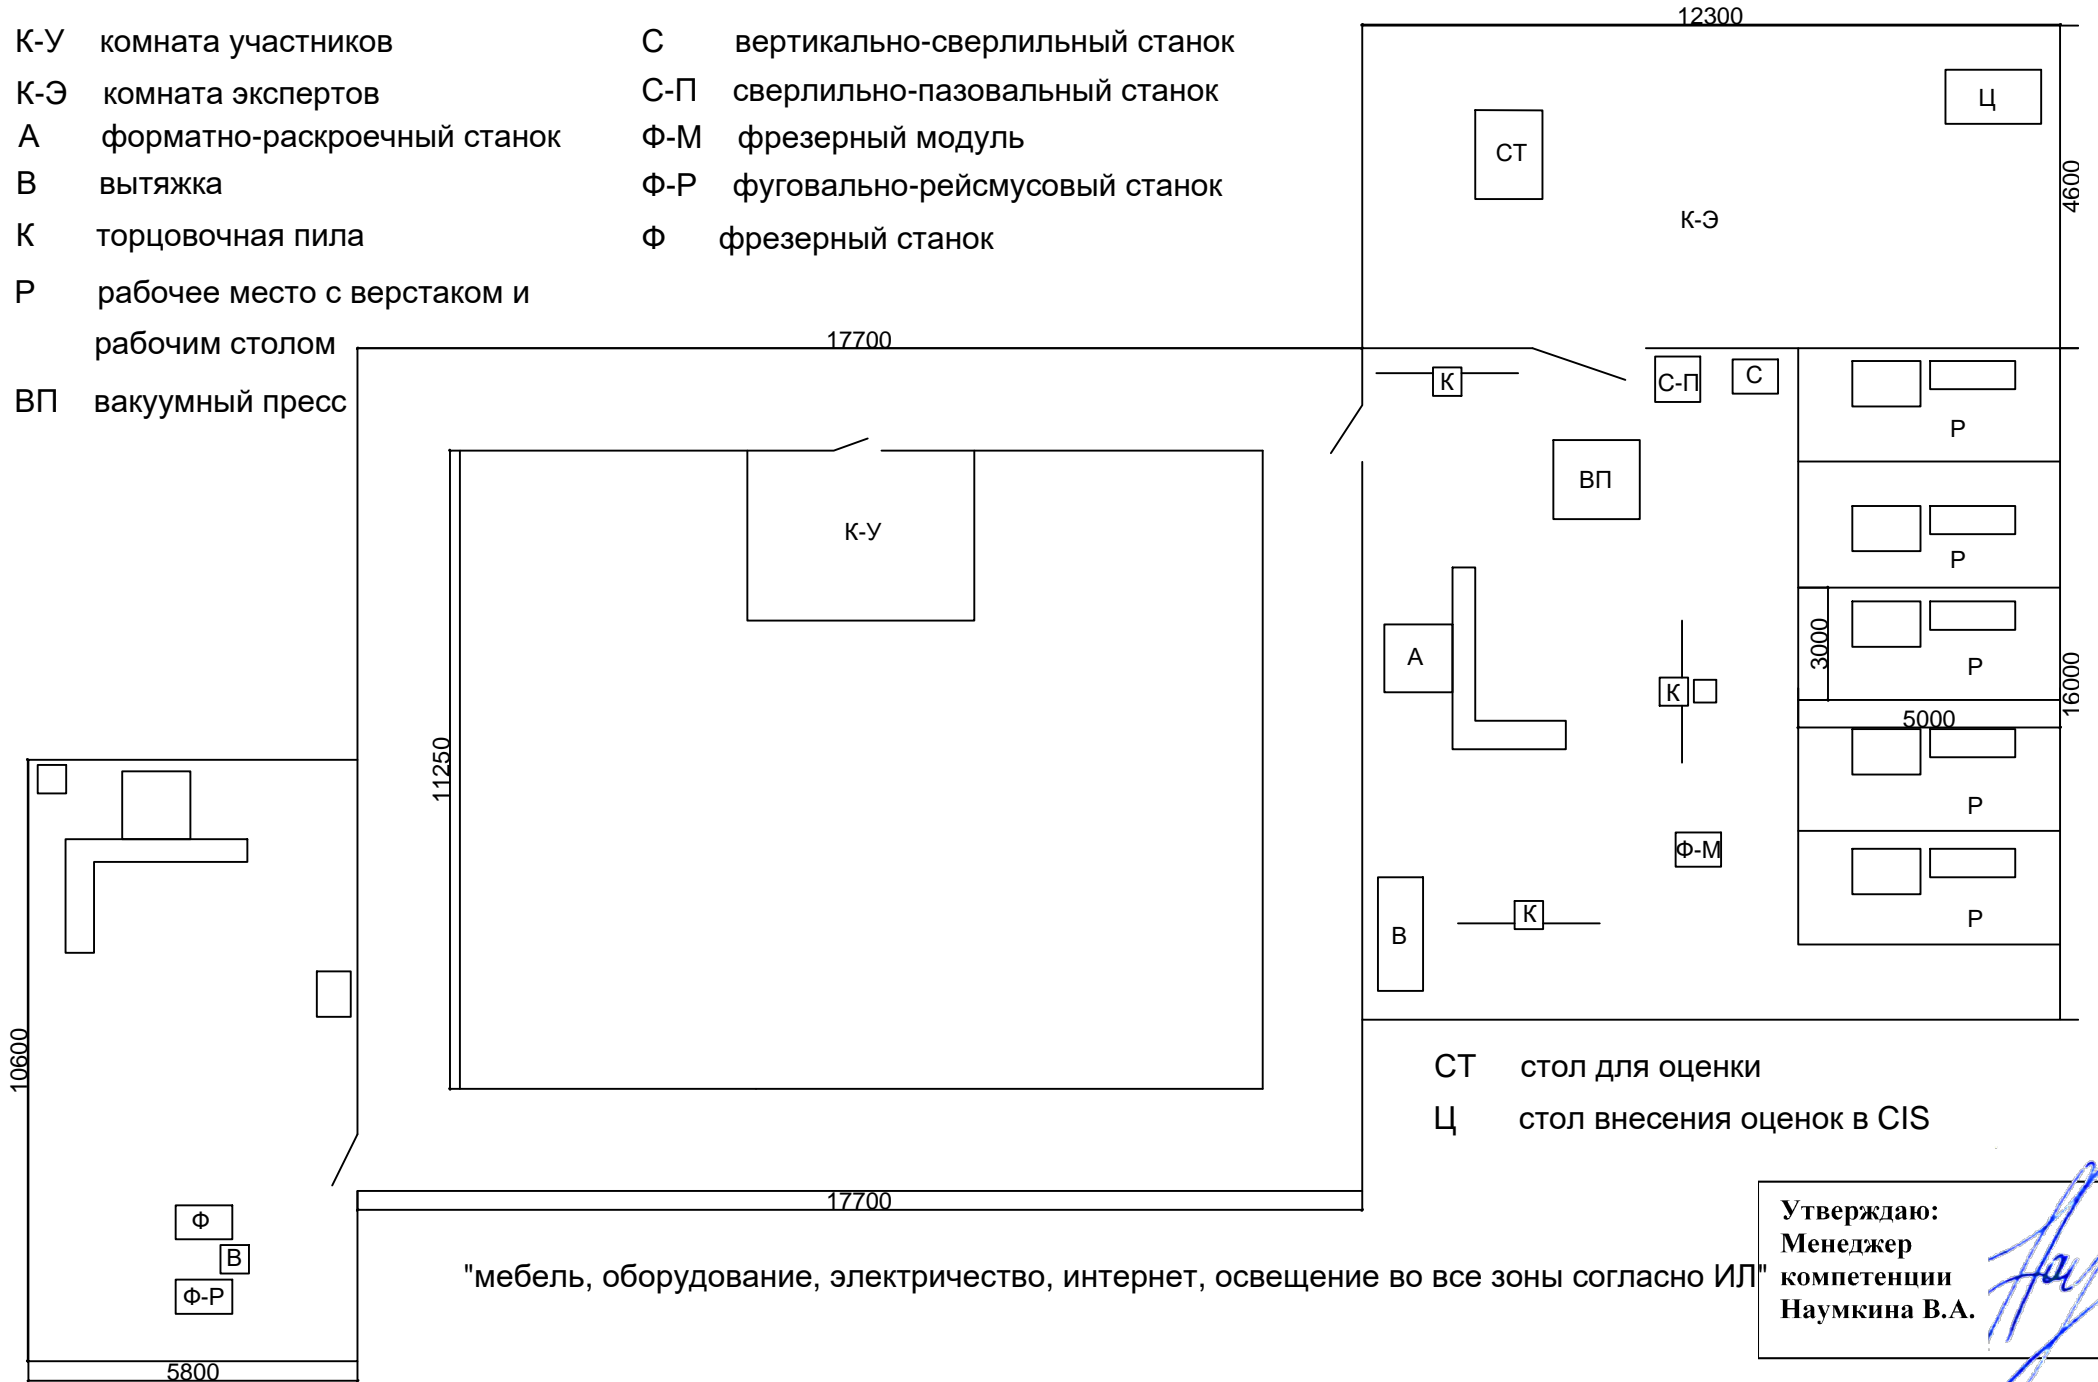 К-У комната участников
К-Э комната экспертов
А форматно-раскроечный станок
В вытяжка
К торцовочная пила
Р рабочее место с верстаком и
рабочим столом
ВП вакуумный пресс
С вертикально-сверлильный станок
С-П сверлильно-пазовальный станок
Ф-М фрезерный модуль
Ф-Р фуговально-рейсмусовый станок
Ф фрезерный станок
12300
Ц
СТ
4600
К-Э
17700
К
С-П
С
Р
ВП
К-У
Р
А
3000
Р
К
16000
5000
11250
Р
Ф-М
К
В
Р
10600
СТ стол для оценки
Ц стол внесения оценок в CIS
17700
Ф
В
Ф-Р
5800
"мебель, оборудование, электричество, интернет, освещение во все зоны согласно ИЛ"
Утверждаю:
Менеджер
компетенции
Наумкина В.А.